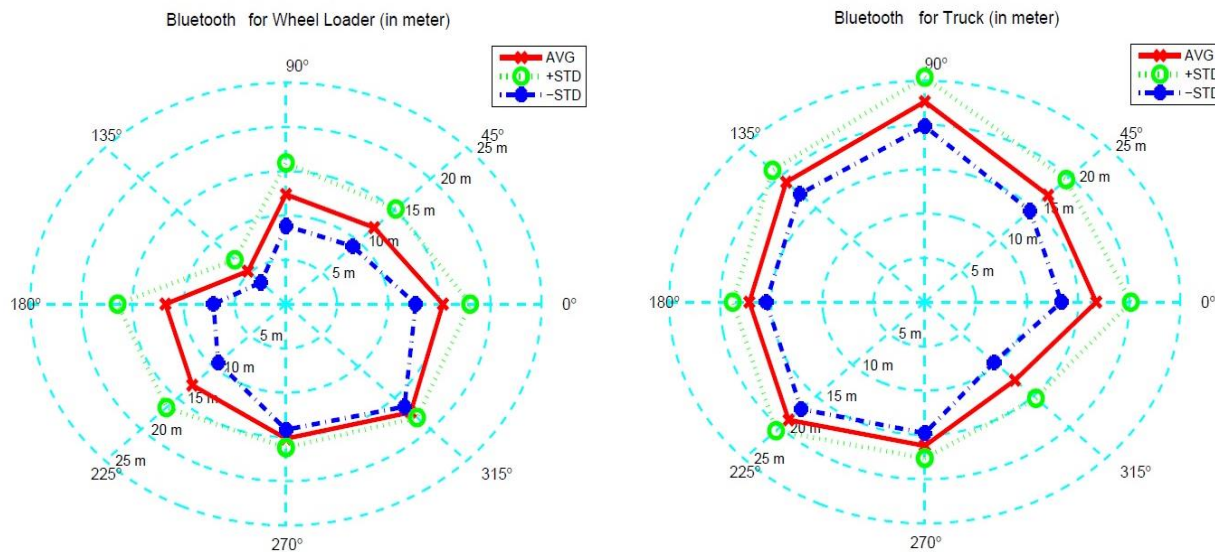 Bluetooth for Wheel Loader (in meter)
AVG
+STD
−STD
90°
135°
45°
25 m
20 m
15 m
10 m
5 m
180°
0°
5 m
10 m
15 m
20 m
25 m
225°
315°
270°
Bluetooth for Truck (in meter)
AVG
+STD
−STD
90°
135°
45°
25 m
20 m
15 m
10 m
5 m
180°
0°
5 m
10 m
15 m
20 m
25 m
225°
315°
270°